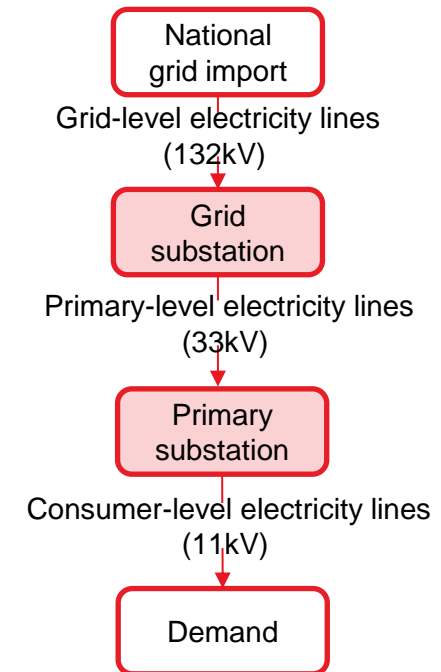 National
grid import
Grid-level electricity lines
(132kV)
Grid
substation
Primary-level electricity lines
(33kV)
Primary
substation
Consumer-level electricity lines
(11kV)
Demand